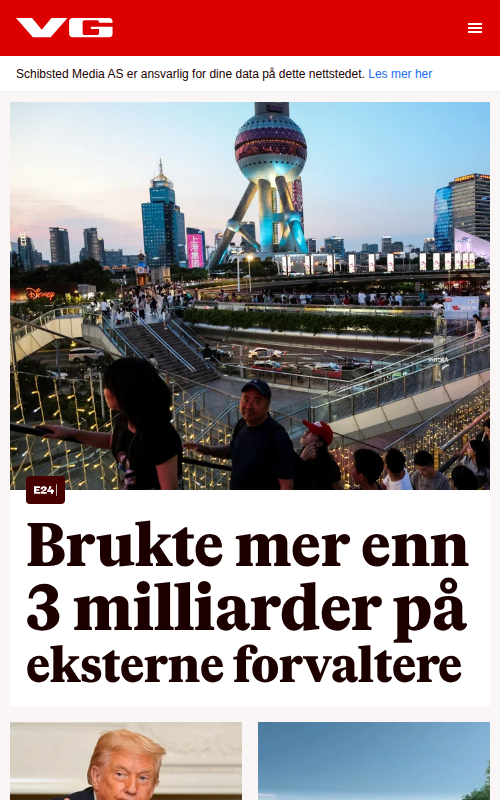 VG
Schibsted Media AS er ansvarlig for dine data på dette nettstedet. Les mer her
Disney
E24
Brukte mer enn
3 milliarder på
eksterne forvaltere